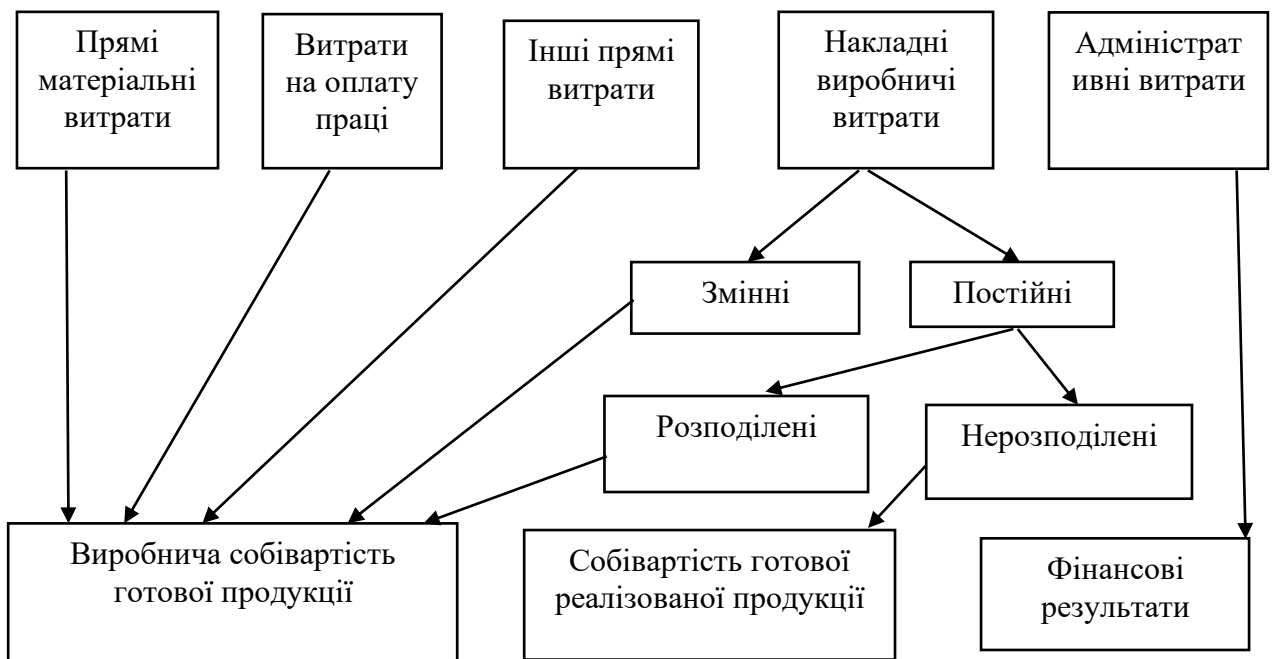 Прямі
матеріальні
витрати
Витрати
на оплату
праці
Інші прямі
витрати
Накладні
виробничі
витрати
Адміністрат
ивні витрати
Змінні
Постійні
Розподілені
Нерозподілені
Виробнича собівартість
готової продукції
Собівартість готової
реалізованої продукції
Фінансові
результати